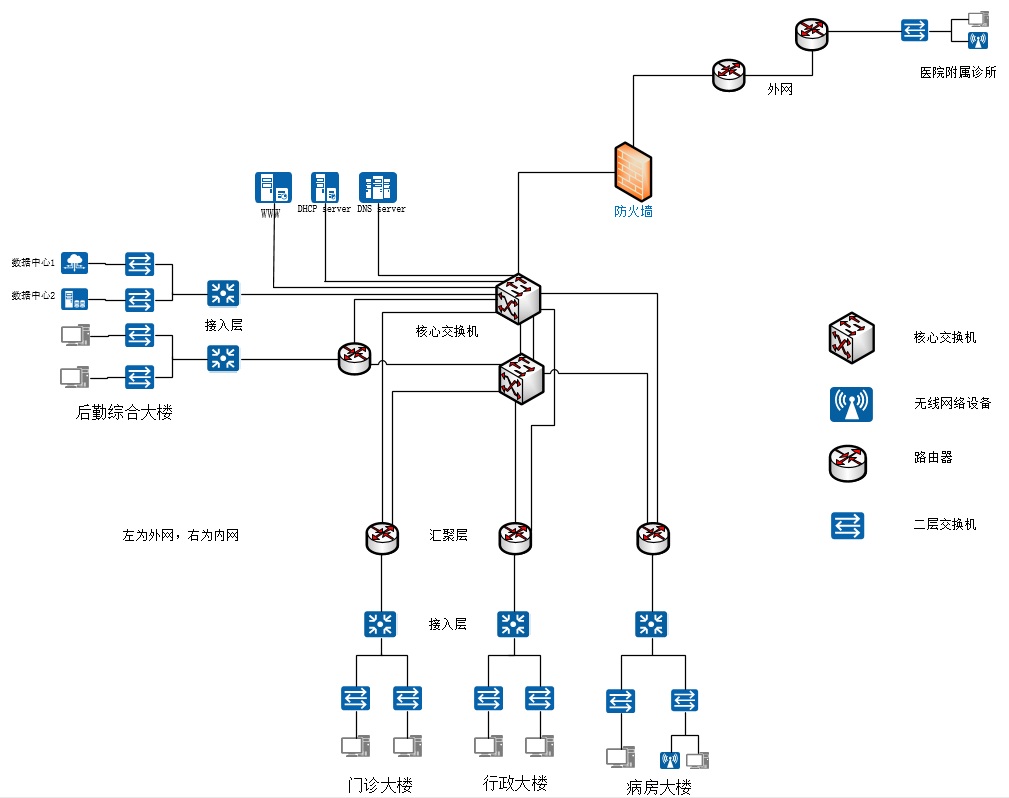 医院附属诊所
外网
防火墙
WWW
DHCP server
DNS server
数据中心1
数据中心2
接入层
核心交换机
后勤综合大楼
核心交换机
无线网络设备
路由器
二层交换机
左为外网，右为内网
汇聚层
接入层
门诊大楼
行政大楼
病房大楼